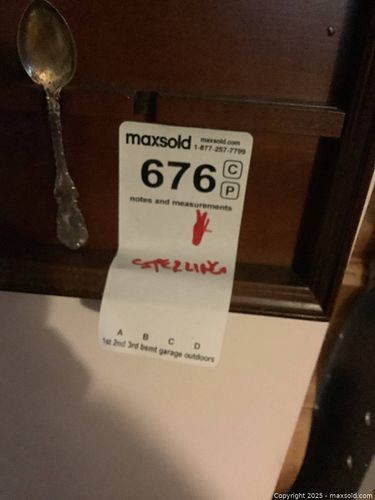 maxsold maxsold.com
1-877-257-7799
676 C
P
notes and measurements
STERLING
A B C D
1st 2nd 3rd bsmt garage outdoors
Copyright 2025 - maxsold.com